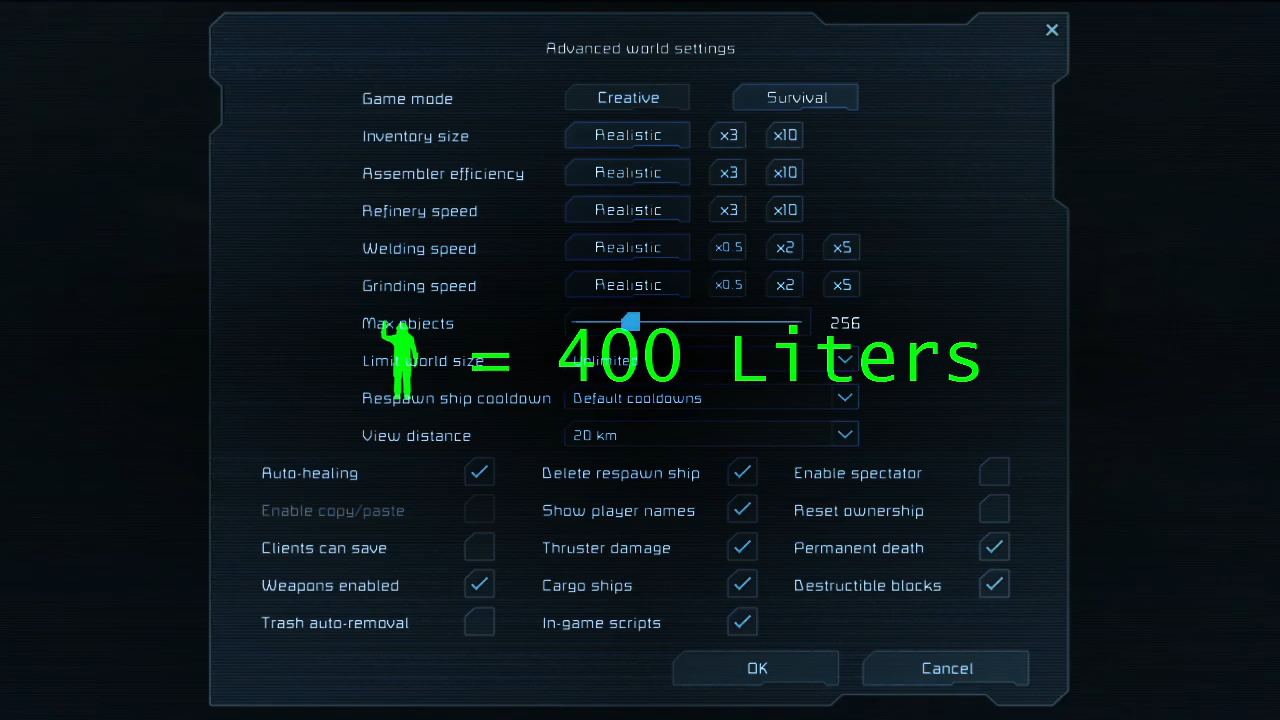 Advanced world settings
Game mode Creative Survival
Inventory size Realistic x3 x10
Assembler efficiency Realistic x3 x10
Refinery speed Realistic x3 x10
Welding speed Realistic x0.5 x2 x5
Grinding speed Realistic x0.5 x2 x5
Max objects 256
= 400 Liters
Limit world size Unlimited
Respawn ship cooldown Default cooldowns
View distance 20 km
Auto-healing Delete respawn ship Enable spectator
Enable copy/paste Show player names Reset ownership
Clients can save Thruster damage Permanent death
Weapons enabled Cargo ships Destructible blocks
Trash auto-removal In-game scripts
OK Cancel